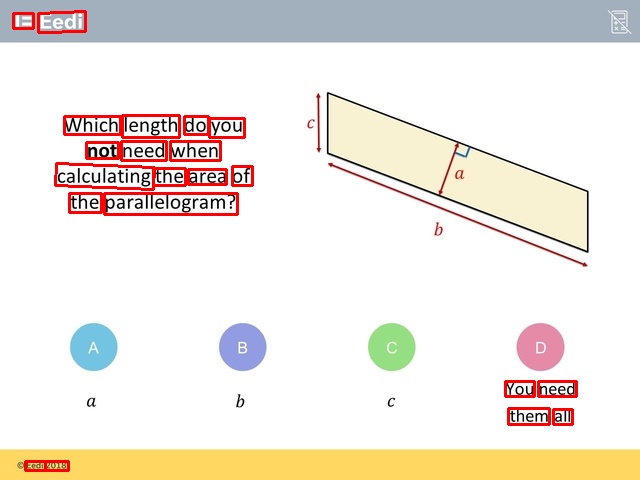 Eedi
Which length do you
not need when
calculating the area of
the parallelogram?
c
a
b
A
B
C
D
a
b
c
You need
them all
© Eedi 2018